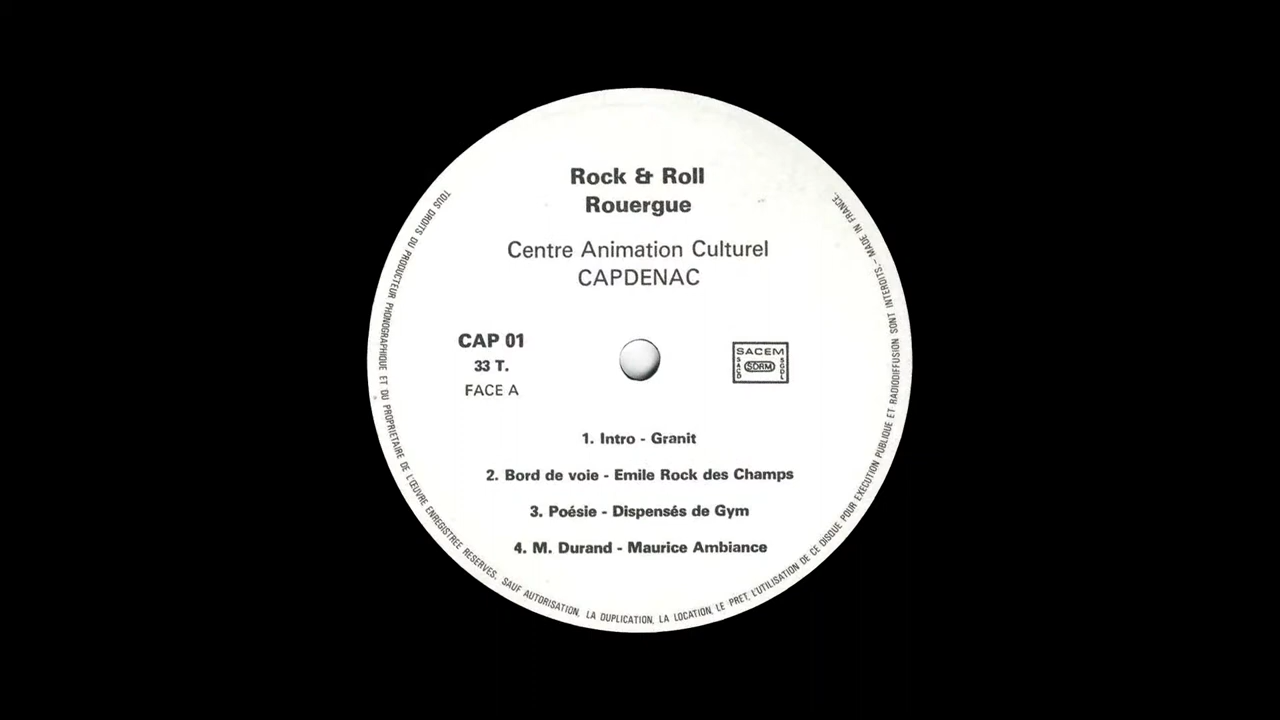 Rock & Roll
Rouergue
Centre Animation Culturel
CAPDENAC
CAP 01
33 T.
FACE A
SACEM
SACD
SDRM
SGDL
1. Intro - Granit
2. Bord de voie - Emile Rock des Champs
3. Poésie - Dispensés de Gym
4. M. Durand - Maurice Ambiance
TOUS DROITS DU PRODUCTEUR PHONOGRAPHIQUE ET DU PROPRIETAIRE DE L'ŒUVRE ENREGISTREE RESERVES. SAUF AUTORISATION, LA DUPLICATION, LA LOCATION, LE PRET, L'UTILISATION DE CE DISQUE POUR EXECUTION PUBLIQUE ET RADIODIFFUSION SONT INTERDITS. - MADE IN FRANCE.